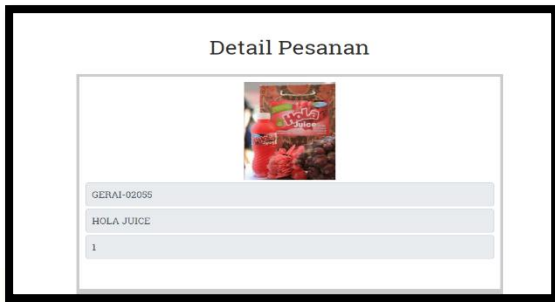 Detail Pesanan
Hola
Juice
GERAI-02055
HOLA JUICE
1